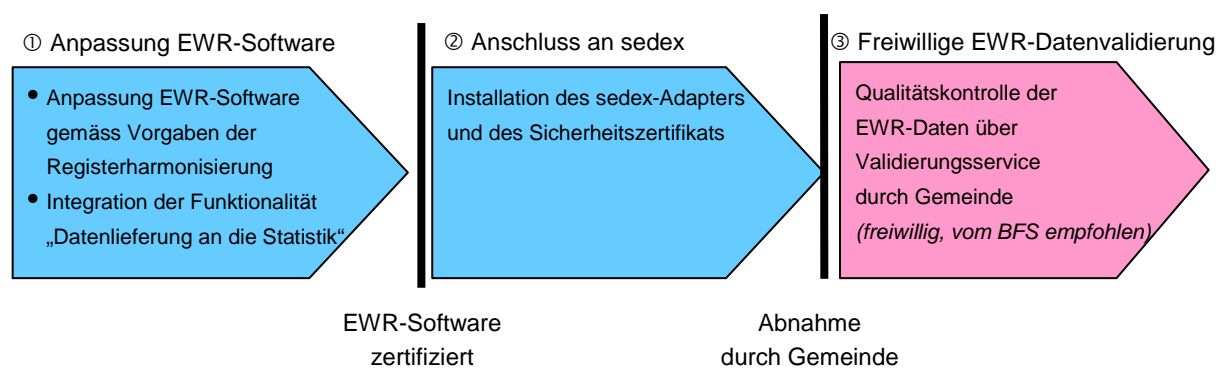 ① Anpassung EWR-Software
• Anpassung EWR-Software
gemäss Vorgaben der
Registerharmonisierung
• Integration der Funktionalität
„Datenlieferung an die Statistik“
② Anschluss an sedex
Installation des sedex-Adapters
und des Sicherheitszertifikats
③ Freiwillige EWR-Datenvalidierung
Qualitätskontrolle der
EWR-Daten über
Validierungsservice
durch Gemeinde
(freiwillig, vom BFS empfohlen)
EWR-Software
zertifiziert
Abnahme
durch Gemeinde